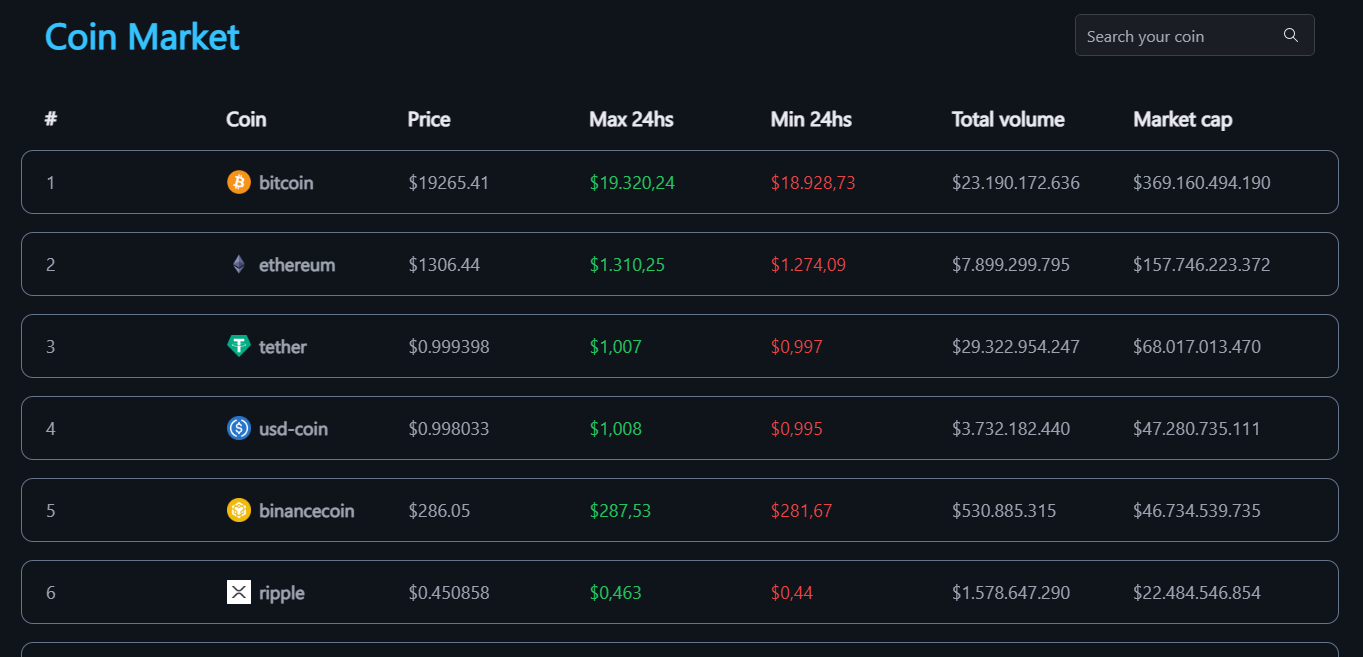 Coin Market
Search your coin
# Coin Price Max 24hs Min 24hs Total volume Market cap
1 bitcoin $19265.41 $19.320,24 $18.928,73 $23.190.172.636 $369.160.494.190
2 ethereum $1306.44 $1.310,25 $1.274,09 $7.899.299.795 $157.746.223.372
3 tether $0.999398 $1,007 $0,997 $29.322.954.247 $68.017.013.470
4 usd-coin $0.998033 $1,008 $0,995 $3.732.182.440 $47.280.735.111
5 binancecoin $286.05 $287,53 $281,67 $530.885.315 $46.734.539.735
6 ripple $0.450858 $0,463 $0,44 $1.578.647.290 $22.484.546.854